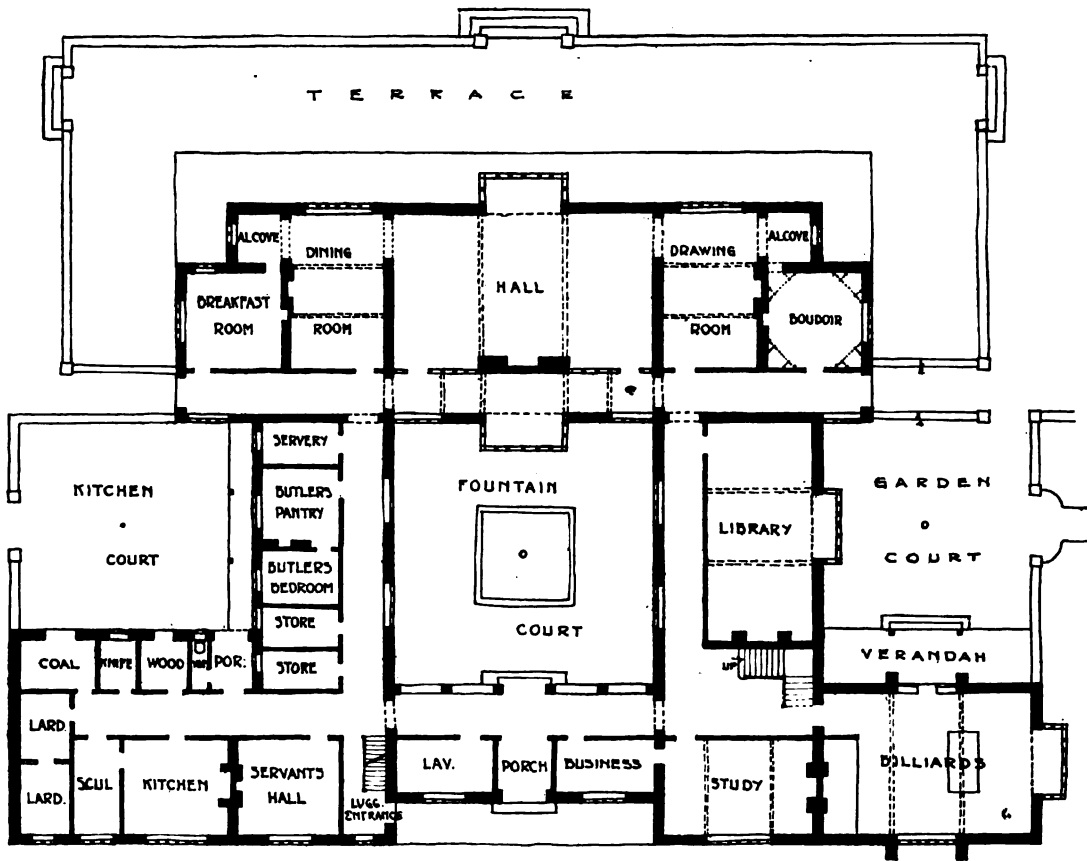 TERRACE
ALCOVE
DINING
ROOM
HALL
DRAWING
ROOM
ALCOVE
BREAKFAST
ROOM
BOUDOIR
KITCHEN
COURT
SERVERY
BUTLERS
PANTRY
BUTLERS
BEDROOM
STORE
STORE
FOUNTAIN
COURT
LIBRARY
GARDEN
COURT
UP
VERANDAH
COAL
KNIFE
WOOD
POR:
LARD.
LARD.
SCUL
KITCHEN
SERVANTS
HALL
LUGG.
ENTRANCE
LAV.
PORCH
BUSINESS
STUDY
BILLIARDS